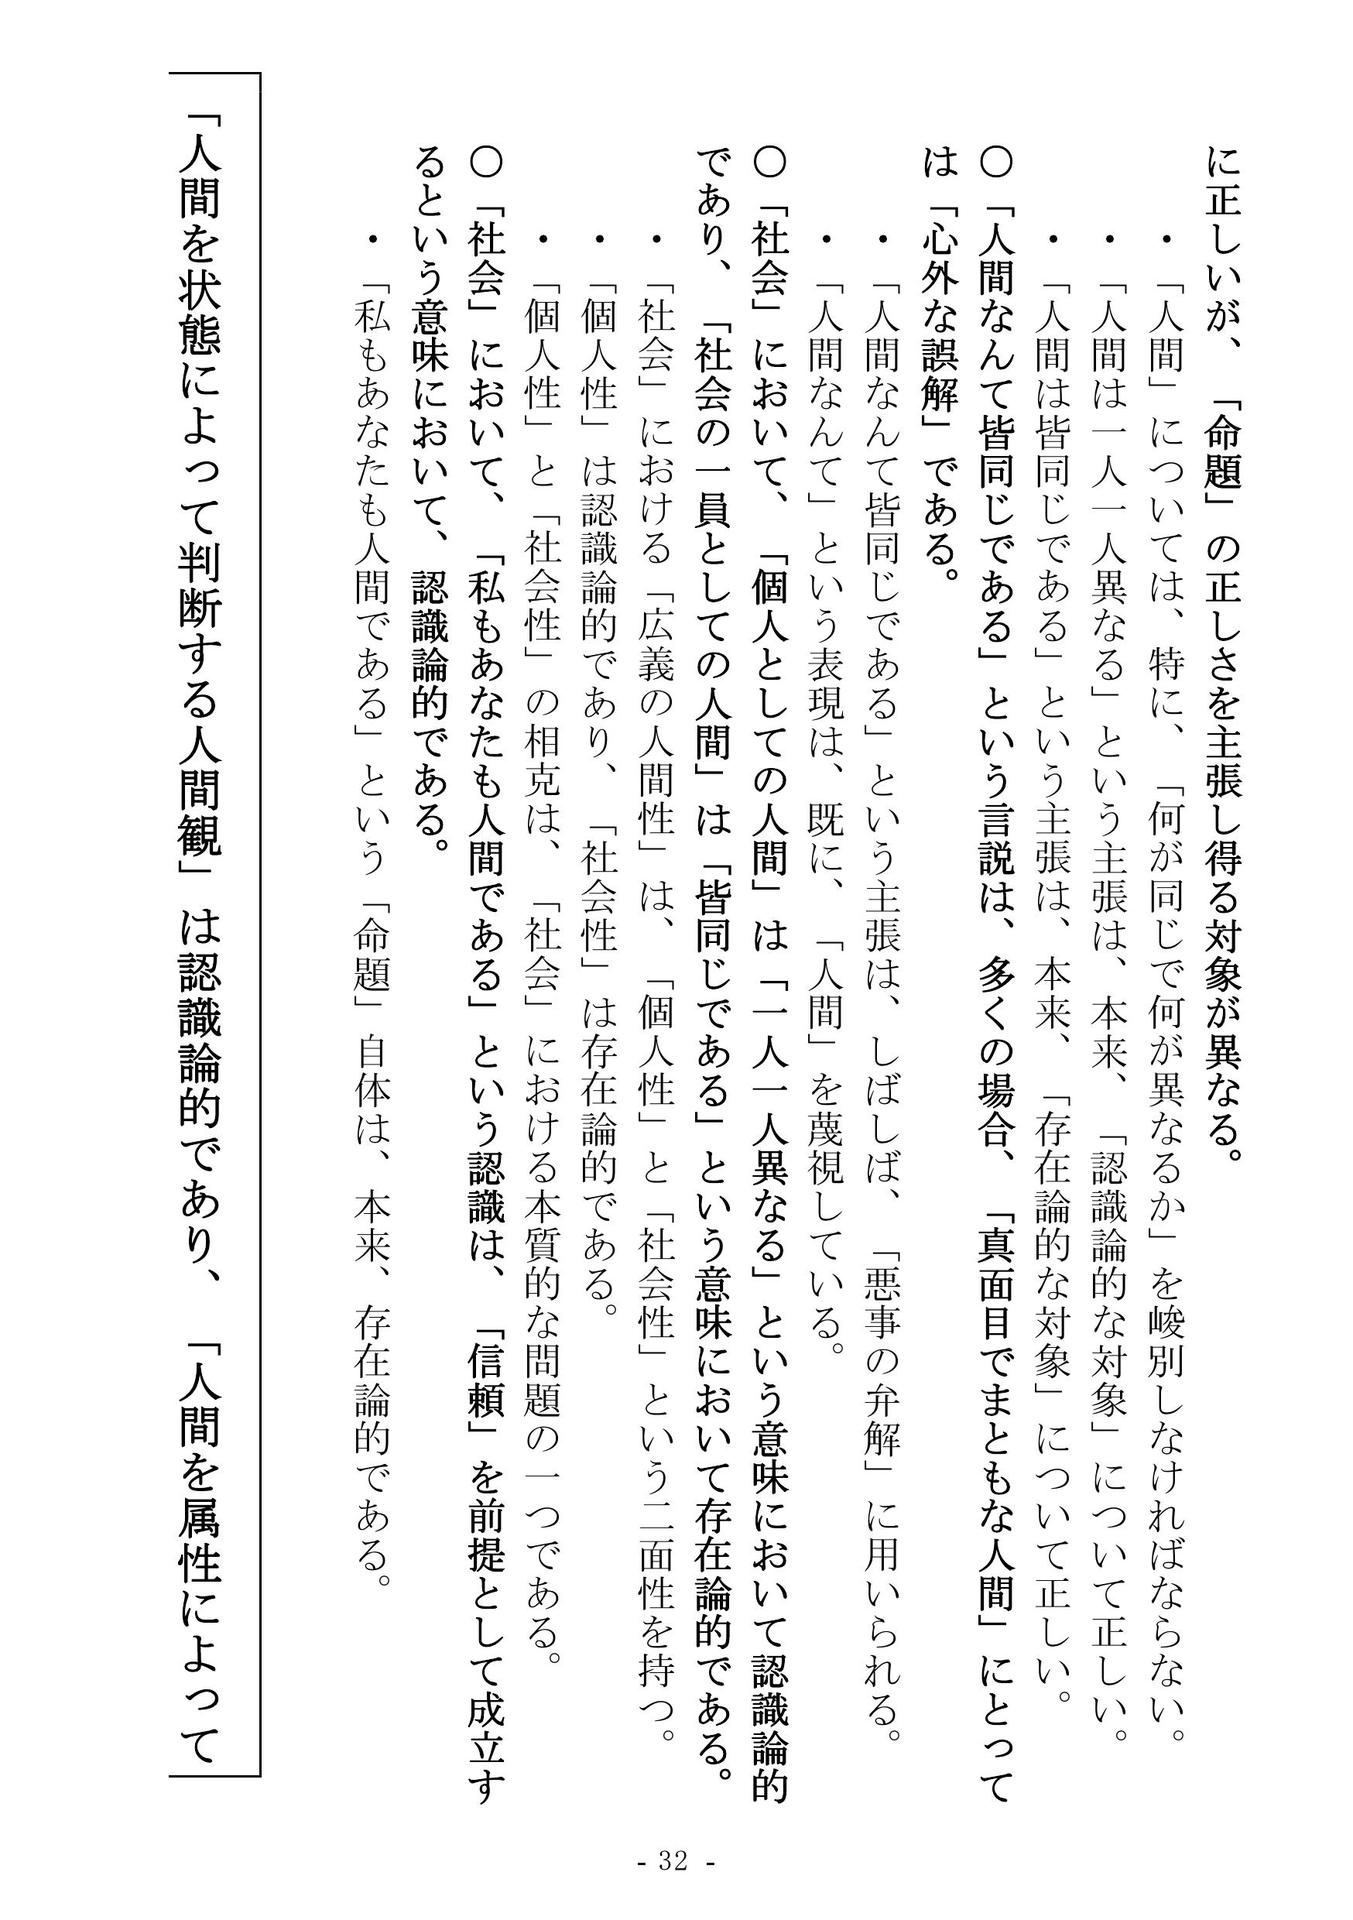 に正しいが、「命題」の正しさを主張し得る対象が異なる。
・「人間」については、特に、「何が同じで何が異なるか」を峻別しなければならない。
・「人間は一人一人異なる」という主張は、本来、「認識論的な対象」について正しい。
・「人間は皆同じである」という主張は、本来、「存在論的な対象」について正しい。
〇「人間なんて皆同じである」という言説は、多くの場合、「真面目でまともな人間」にとって
は「心外な誤解」である。
・「人間なんて皆同じである」という主張は、しばしば、「悪事の弁解」に用いられる。
・「人間なんて」という表現は、既に、「人間」を蔑視している。
〇「社会」において、「個人としての人間」は「一人一人異なる」という意味において認識論的
であり、「社会の一員としての人間」は「皆同じである」という意味において存在論的である。
・「社会」における「広義の人間性」は、「個人性」と「社会性」という二面性を持つ。
・「個人性」は認識論的であり、「社会性」は存在論的である。
・「個人性」と「社会性」の相克は、「社会」における本質的な問題の一つである。
〇「社会」において、「私もあなたも人間である」という認識は、「信頼」を前提として成立す
るという意味において、認識論的である。
・「私もあなたも人間である」という「命題」自体は、本来、存在論的である。
「人間を状態によって判断する人間観」は認識論的であり、「人間を属性によって
- 32 -